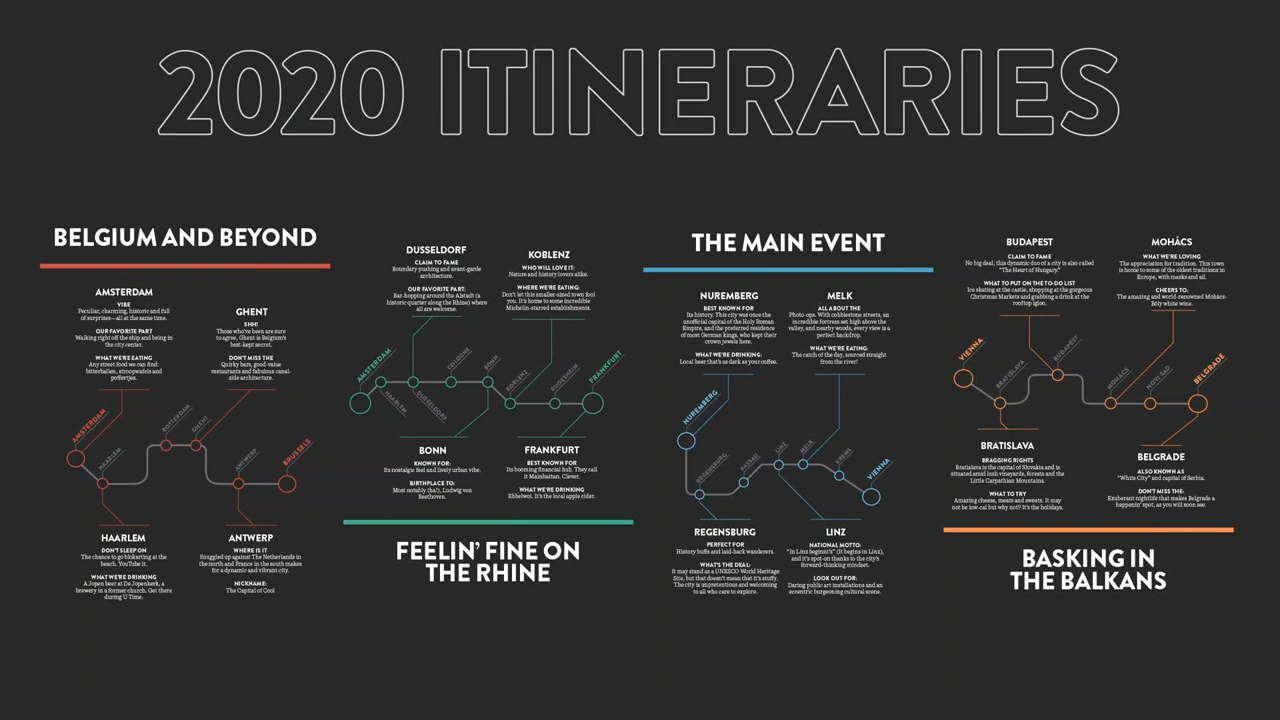 2020 ITINERARIES
BELGIUM AND BEYOND
AMSTERDAM
VIBE
Peculiar, charming, historic and full
of surprises—all at the same time.
OUR FAVORITE PART
Walking right off the ship and being in
the city center.
WHAT WE'RE EATING
Any street food we can find:
bitterballen, stroopwafels and
poffertjes.
GHENT
SHH!
Those who've been are sure
to agree, Ghent is Belgium's
best-kept secret.
DON'T MISS THE
Quirky bars, good-value
restaurants and fabulous canal-
side architecture.
AMSTERDAM
HAARLEM
ROTTERDAM
GHENT
ANTWERP
BRUSSELS
HAARLEM
DON'T SLEEP ON
The chance to go blokarting at the
beach, YouTube it.
WHAT WE'RE DRINKING
A Jopen beer at De Jopenkerk, a
brewery in a former church. Get there
during U Time.
ANTWERP
WHERE IS IT
Snuggled up against The Netherlands in
the north and France in the south makes
for a dynamic and vibrant city.
NICKNAME:
The Capital of Cool
DUSSELDORF
CLAIM TO FAME
Boundary pushing and avant-garde
architecture.
OUR FAVORITE PART:
Bar-hopping around the Alstadt (a
historic quarter along the Rhine) where
all are welcome.
KOBLENZ
WHO WILL LOVE IT:
Nature and history lovers alike.
WHERE WE'RE EATING:
Don't let this smaller-sized town fool
you. It's home to some incredible
Michelin-starred establishments.
AMSTERDAM
HAARLEM
DUSSELDORF
COLOGNE
BONN
KOBLENZ
RUDESHEIM
FRANKFURT
BONN
KNOWN FOR:
Its nostalgic feel and lively urban vibe.
BIRTHPLACE TO:
Most notably (ha!), Ludwig von
Beethoven.
FRANKFURT
BEST KNOWN FOR
Its booming financial hub. They call
it Mainhattan. Clever.
WHAT WE'RE DRINKING
Ebbelwoi. It's the local apple cider.
FEELIN' FINE ON
THE RHINE
THE MAIN EVENT
NUREMBERG
BEST KNOWN FOR
Its history. This city was once the
unofficial capital of the Holy Roman
Empire, and the preferred residence
of most German kings, who kept their
crown jewels here.
WHAT WE'RE DRINKING:
Local beer that's as dark as your coffee.
MELK
ALL ABOUT THE
Photo-ops. With cobblestone streets, an
incredible fortress set high above the
valley, and nearby woods, every view is a
perfect backdrop.
WHAT WE'RE EATING:
The catch of the day, sourced straight
from the river!
NUREMBERG
REGENSBURG
PASSAU
LINZ
MELK
KREMS
VIENNA
REGENSBURG
PERFECT FOR
History buffs and laid-back wanderers.
WHAT'S THE DEAL:
It may stand as a UNESCO World Heritage
Site, but that doesn't mean that it's stuffy.
The city is unpretentious and welcoming
to all who care to explore.
LINZ
NATIONAL MOTTO:
"In Linz beginnt's" (It begins in Linz),
and it's spot-on thanks to the city's
forward-thinking mindset.
LOOK OUT FOR:
Daring public art installations and an
eccentric burgeoning cultural scene.
BUDAPEST
CLAIM TO FAME
No big deal, this dynamic duo of a city is also called
"The Heart of Hungary."
WHAT TO PUT ON THE TO-DO LIST
Ice skating at the castle, shopping at the gorgeous
Christmas Markets and grabbing a drink at the
rooftop igloo.
MOHÁCS
WHAT WE'RE LOVING
The appreciation for tradition. This town
is home to some of the oldest traditions in
Europe, with masks and all.
CHEERS TO:
The amazing and world-renowned Mohács-
Bóly white wine.
VIENNA
BRATISLAVA
BUDAPEST
MOHÁCS
NOVI SAD
BELGRADE
BRATISLAVA
BRAGGING RIGHTS
Bratislava is the capital of Slovakia and is
situated amid lush vineyards, forests and the
Little Carpathian Mountains.
WHAT TO TRY
Amazing cheese, meats and sweets. It may
not be low-cal but why not? It's the holidays.
BELGRADE
ALSO KNOWN AS
"White City" and capital of Serbia.
DON'T MISS THE:
Exuberant nightlife that makes Belgrade a
happenin' spot, as you will soon see.
BASKING IN
THE BALKANS